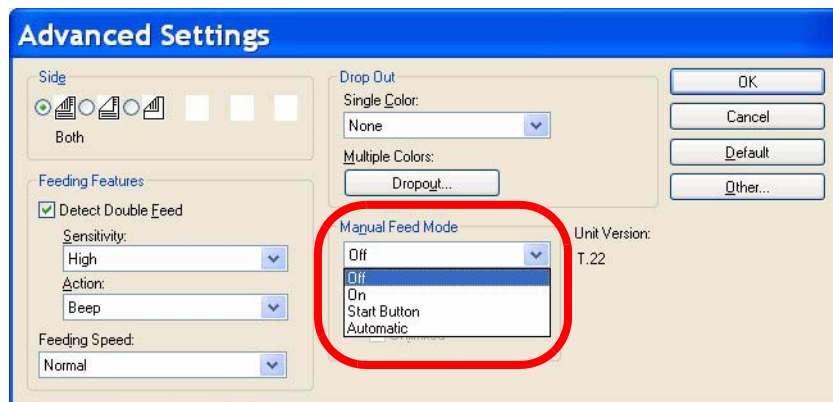 Advanced Settings
Side
Both
Feeding Features
Detect Double Feed
Sensitivity:
High
Action:
Beep
Feeding Speed:
Normal
Drop Out
Single Color:
None
Multiple Colors:
Dropout...
Manual Feed Mode
Off
Off
On
Start Button
Automatic
Unit Version:
T.22
OK
Cancel
Default
Other...